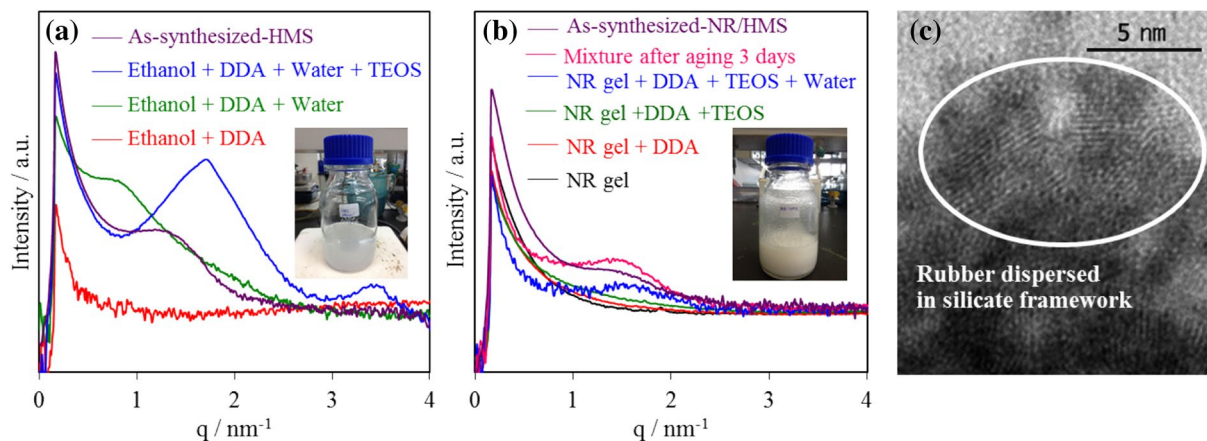 (a)
As-synthesized-HMS
Ethanol + DDA + Water + TEOS
Ethanol + DDA + Water
Ethanol + DDA
Intensity / a.u.
0 1 2 3 4
q / nm⁻¹
(b)
As-synthesized-NR/HMS
Mixture after aging 3 days
NR gel + DDA + TEOS + Water
NR gel +DDA +TEOS
NR gel + DDA
NR gel
Intensity / a.u.
0 1 2 3 4
q / nm⁻¹
(c)
5 nm
Rubber dispersed
in silicate framework